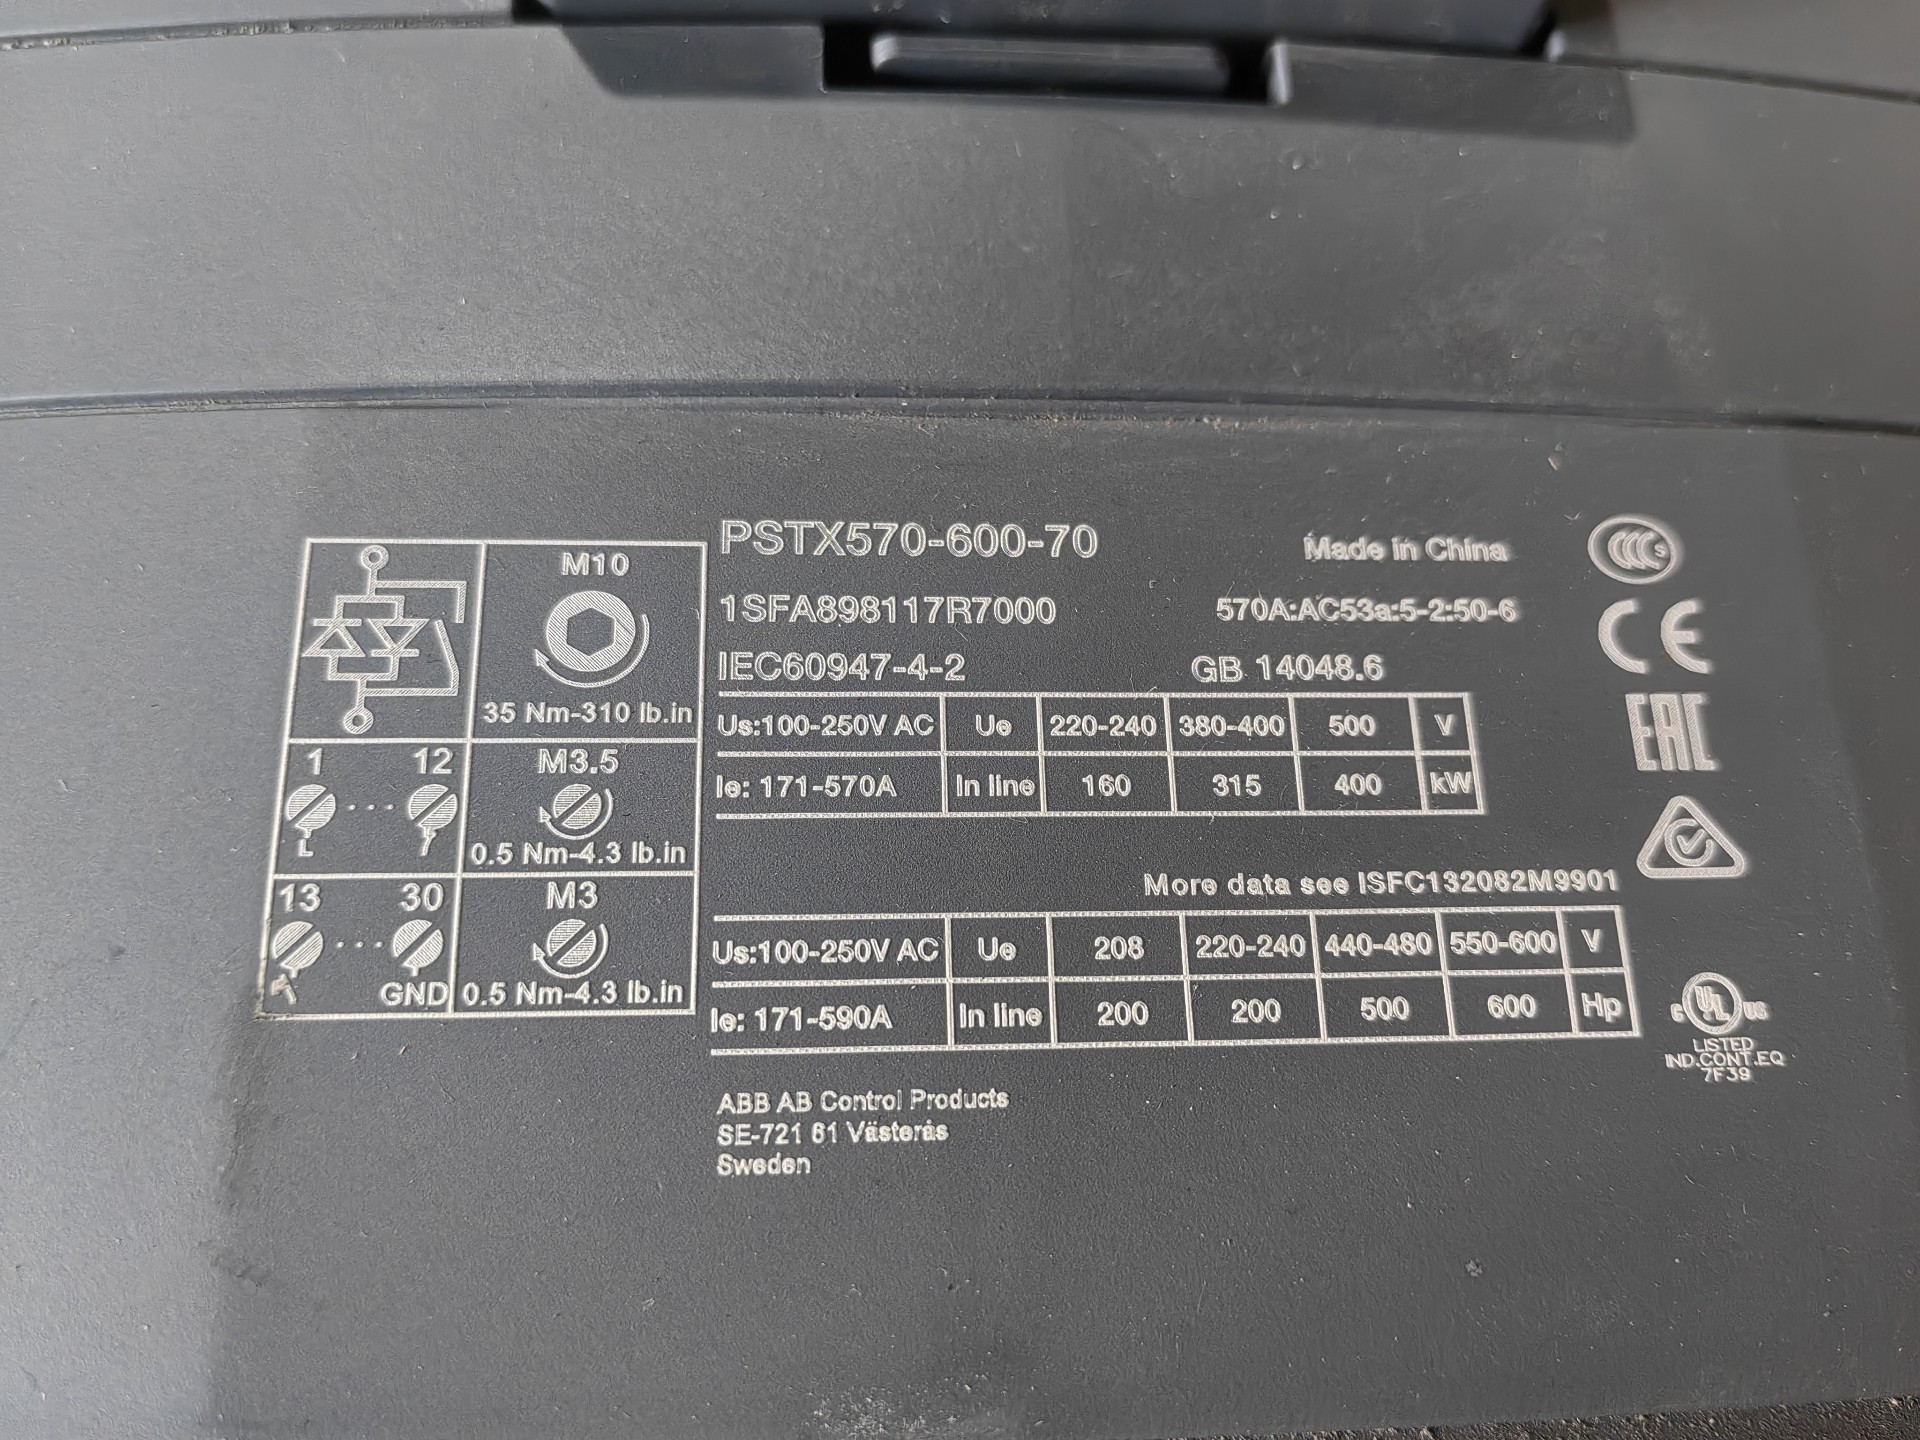 PSTX570-600-70
Made in China
1SFA898117R7000
570A:AC53a:5-2:50-6
IEC60947-4-2
GB 14048.6
M10
35 Nm-310 lb.in
1 12
M3.5
0.5 Nm-4.3 lb.in
13 30
GND
M3
0.5 Nm-4.3 lb.in
Us:100-250V AC Ue 220-240 380-400 500 V
Ie: 171-570A In line 160 315 400 kW
More data see ISFC132082M9901
Us:100-250V AC Ue 208 220-240 440-480 550-600 V
Ie: 171-590A In line 200 200 500 600 Hp
ABB AB Control Products
SE-721 61 Västerås
Sweden
CCC S
CE
EAC
C UL US
LISTED
IND.CONT.EQ
7F39